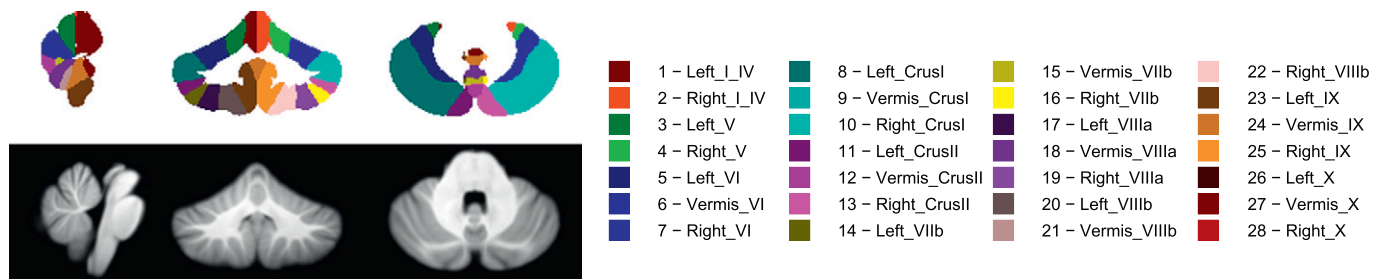 1 − Left_I_IV
2 − Right_I_IV
3 − Left_V
4 − Right_V
5 − Left_VI
6 − Vermis_VI
7 − Right_VI
8 − Left_CrusI
9 − Vermis_CrusI
10 − Right_CrusI
11 − Left_CrusII
12 − Vermis_CrusII
13 − Right_CrusII
14 − Left_VIIb
15 − Vermis_VIIb
16 − Right_VIIb
17 − Left_VIIIa
18 − Vermis_VIIIa
19 − Right_VIIIa
20 − Left_VIIIb
21 − Vermis_VIIIb
22 − Right_VIIIb
23 − Left_IX
24 − Vermis_IX
25 − Right_IX
26 − Left_X
27 − Vermis_X
28 − Right_X